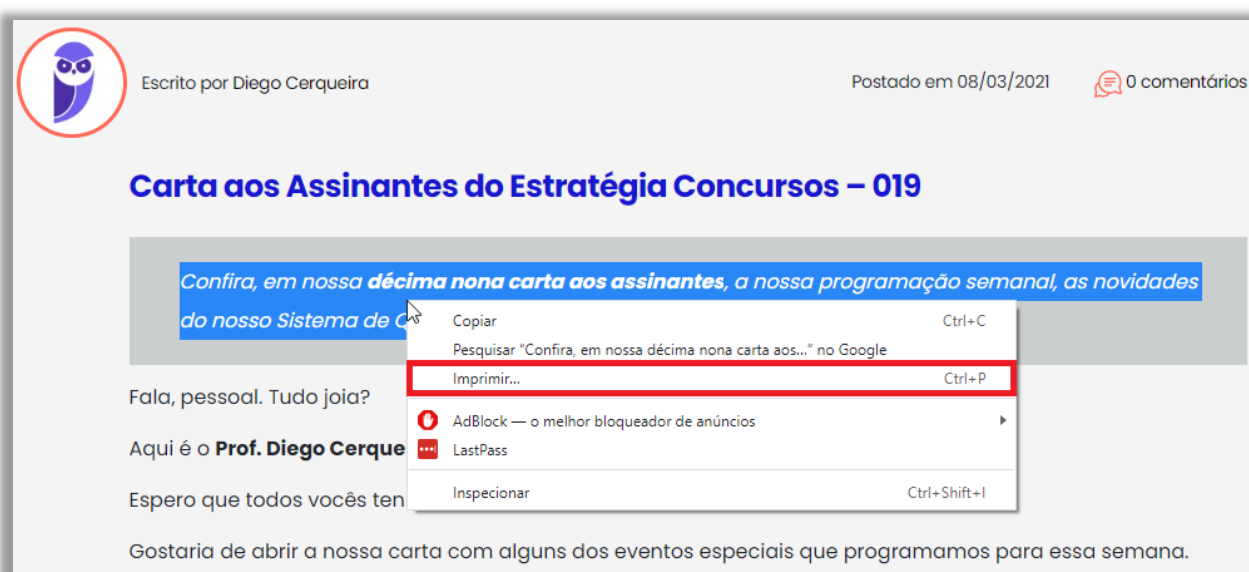 Escrito por Diego Cerqueira
Postado em 08/03/2021
0 comentários
Carta aos Assinantes do Estratégia Concursos – 019
Confira, em nossa décima nona carta aos assinantes, a nossa programação semanal, as novidades
do nosso Sistema de
Copiar Ctrl+C
Pesquisar “Confira, em nossa décima nona carta aos...” no Google
Imprimir... Ctrl+P
AdBlock — o melhor bloqueador de anúncios
LastPass
Inspecionar Ctrl+Shift+I
Fala, pessoal. Tudo joia?
Aqui é o Prof. Diego Cerque
Espero que todos vocês ten
Gostaria de abrir a nossa carta com alguns dos eventos especiais que programamos para essa semana.